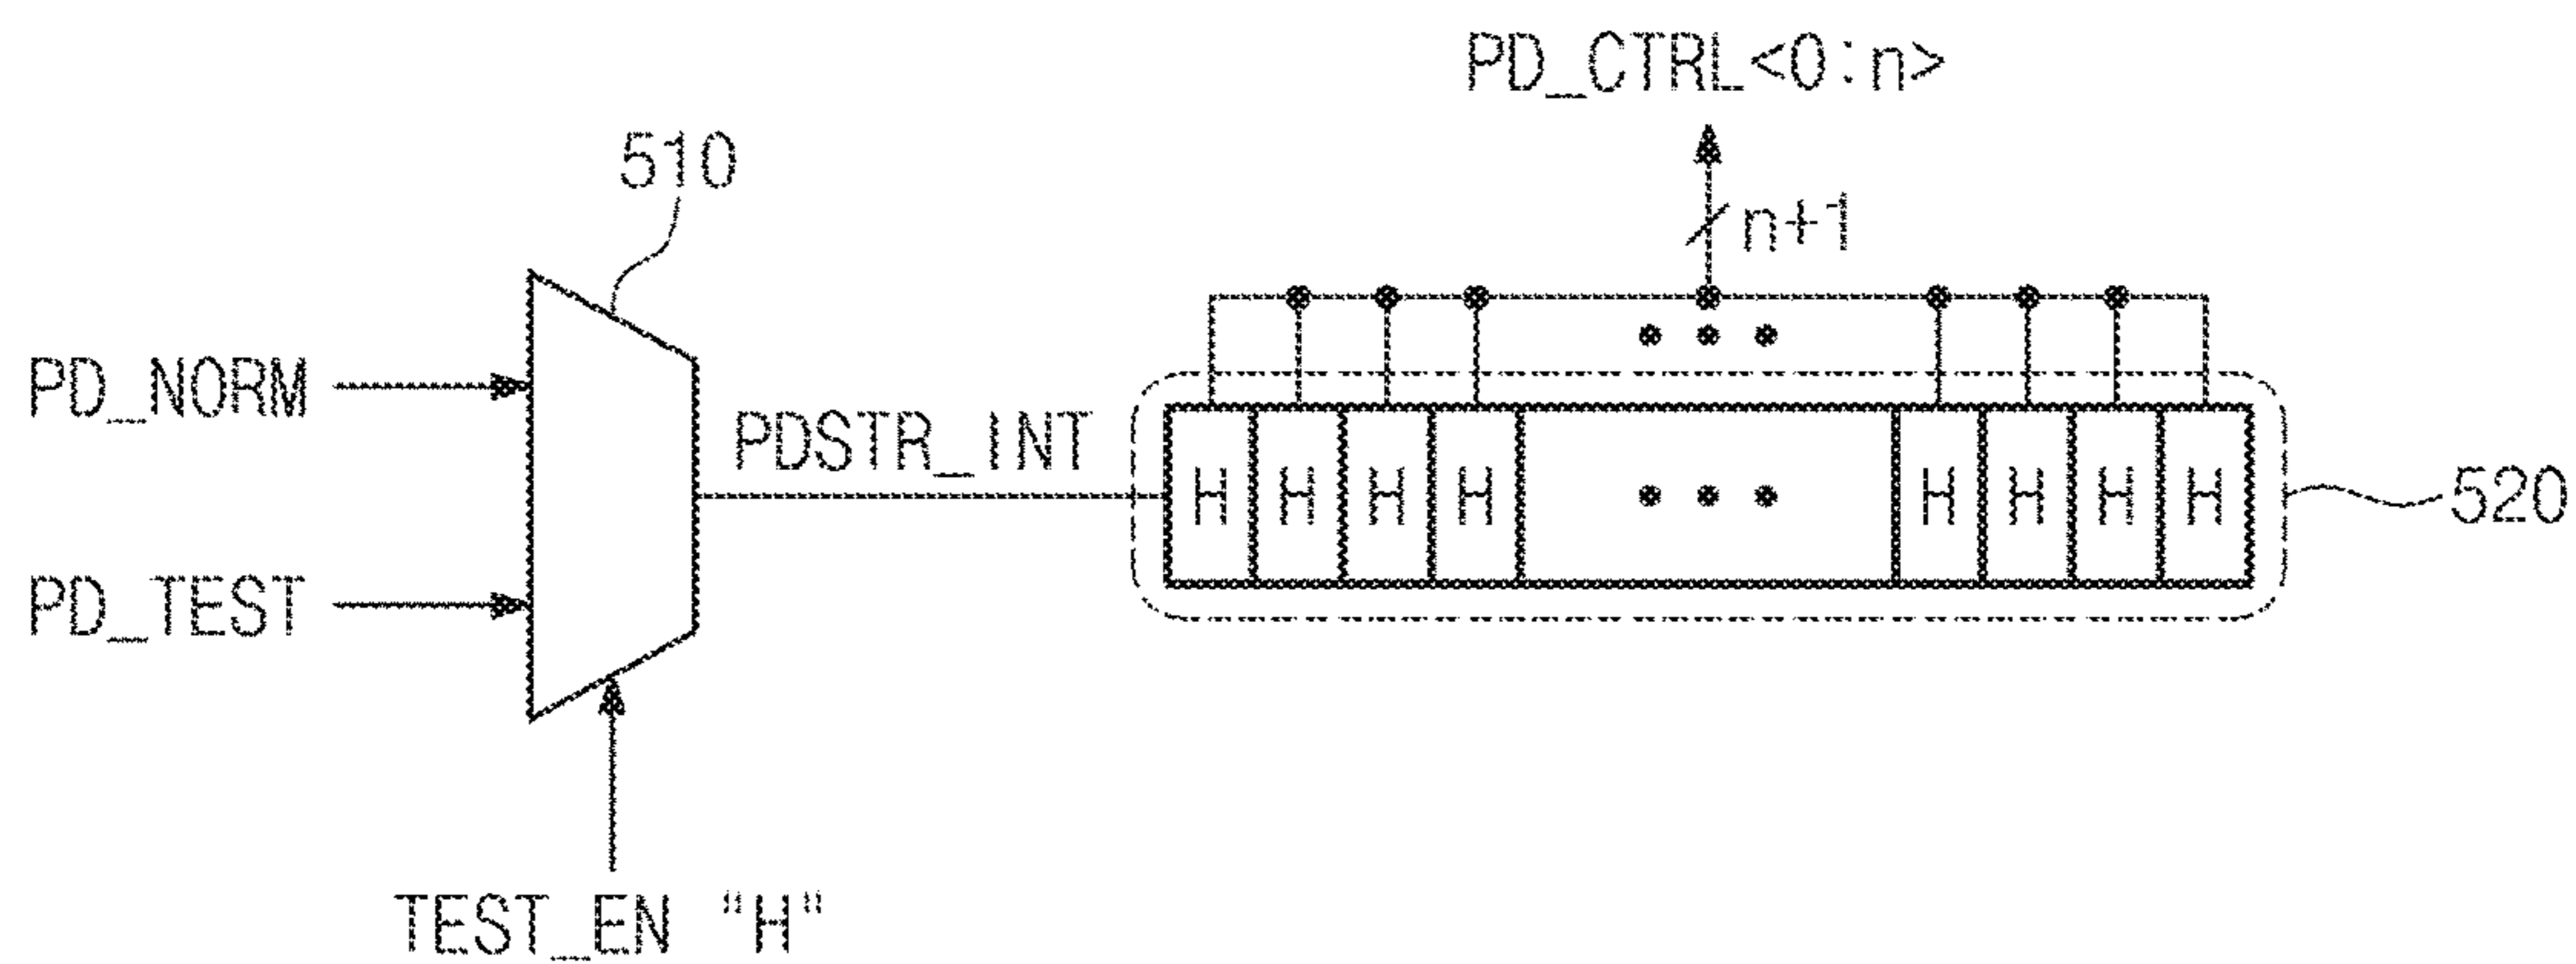 PD_CTRL<0:n>
510
n+1
PD_NORM
PDSTR_INT
H H H H H H H H
520
PD_TEST
TEST_EN "H"